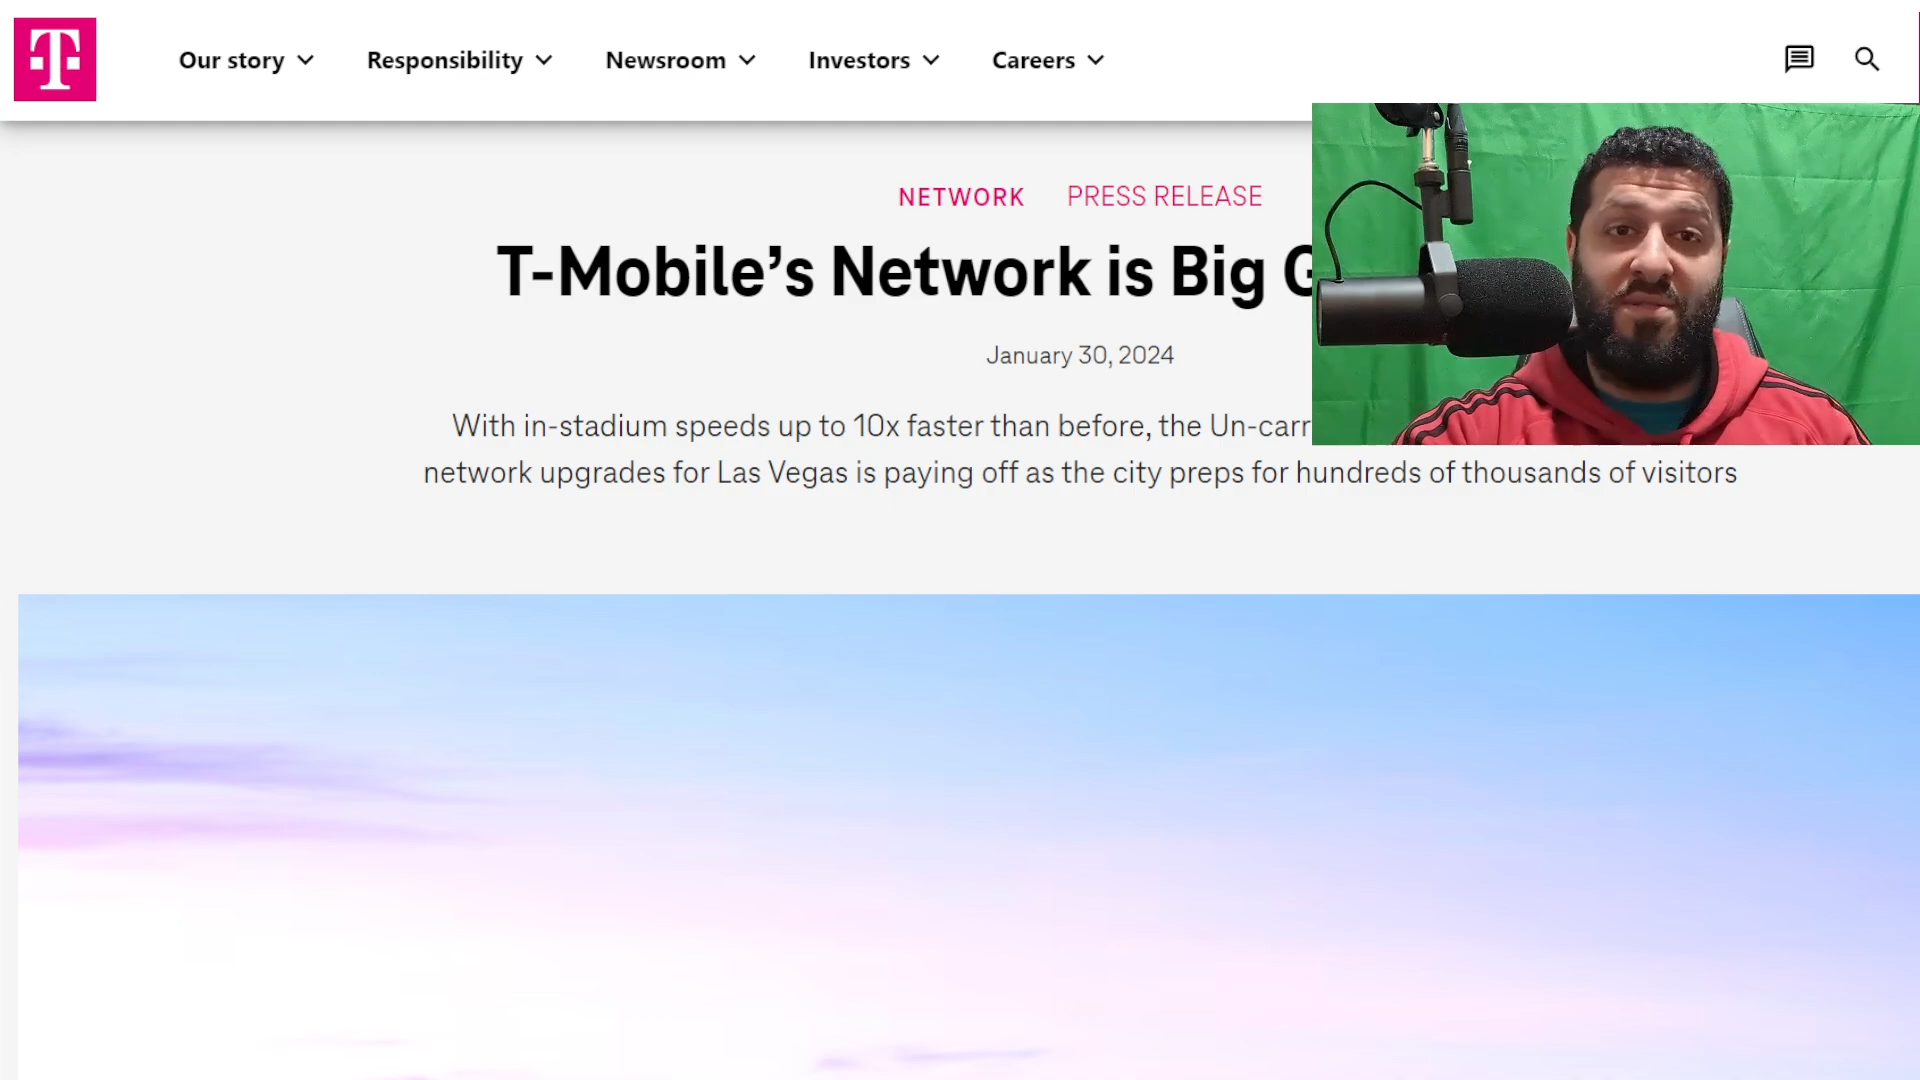 T
Our story
Responsibility
Newsroom
Investors
Careers
NETWORK PRESS RELEASE
T-Mobile’s Network is Big
January 30, 2024
With in-stadium speeds up to 10x faster than before, the
network upgrades for Las Vegas is paying off as the city preps for hundreds of thousands of visitors